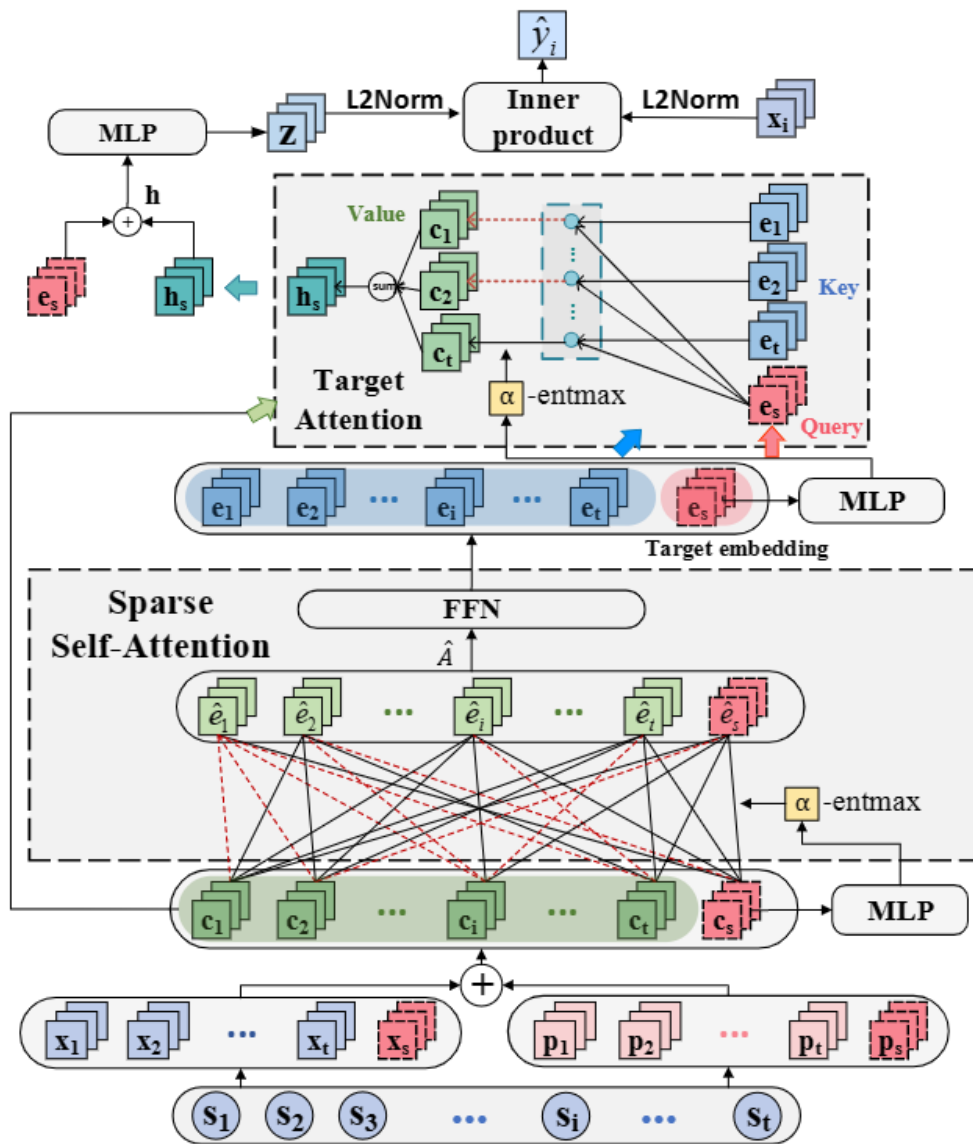 ŷᵢ
L2Norm
Inner
product
L2Norm
MLP
z
xᵢ
h
+
Value
c₁
e₁
c₂
e₂
Key
eₛ
hₛ
hₛ
sum
cₜ
eₜ
Target
Attention
α -entmax
eₛ
Query
e₁ e₂ ... eᵢ ... eₜ eₛ
MLP
Target embedding
Sparse
Self-Attention
FFN
Â
ê₁ ê₂ ... êᵢ ... êₜ êₛ
α -entmax
c₁ c₂ ... cᵢ ... cₜ cₛ
MLP
+
x₁ x₂ ... xₜ xₛ
p₁ p₂ ... pₜ pₛ
S₁ S₂ S₃ ... Sᵢ ... Sₜ